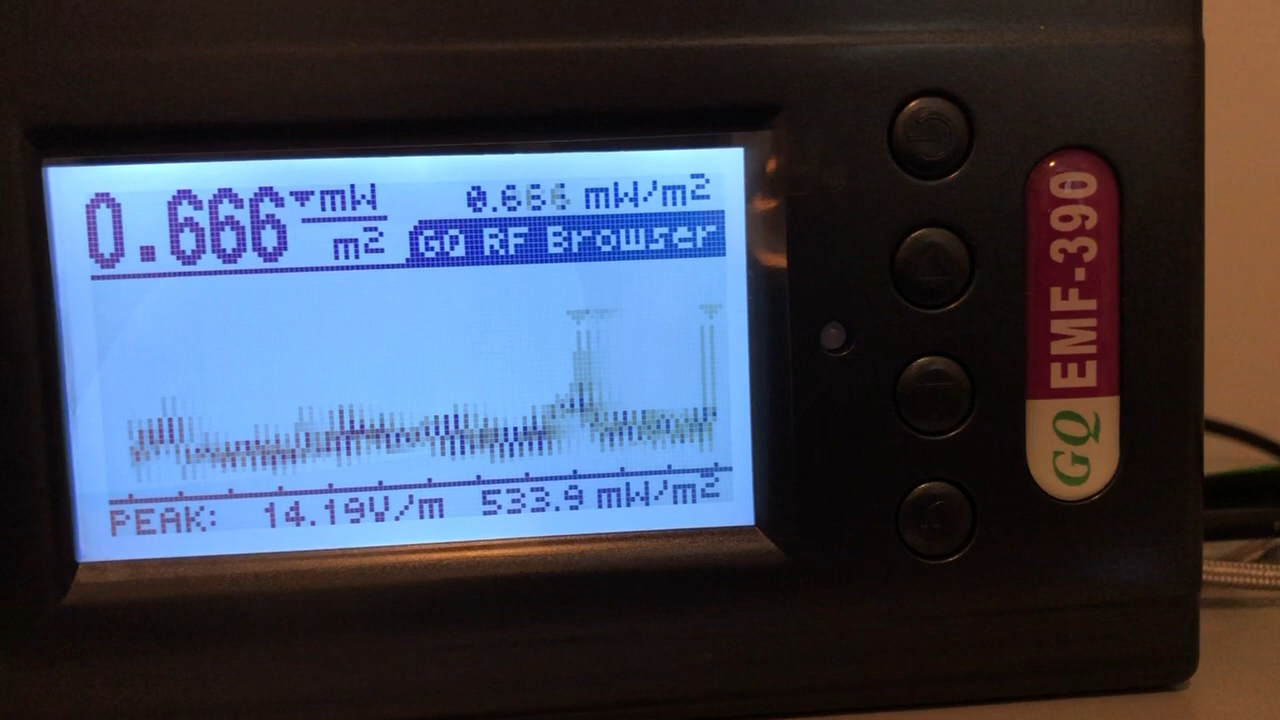 0.666 mW/m2
0.666 mW/m2
GQ RF Browser
PEAK: 14.19V/m 533.9 mW/m2
GQ EMF-390